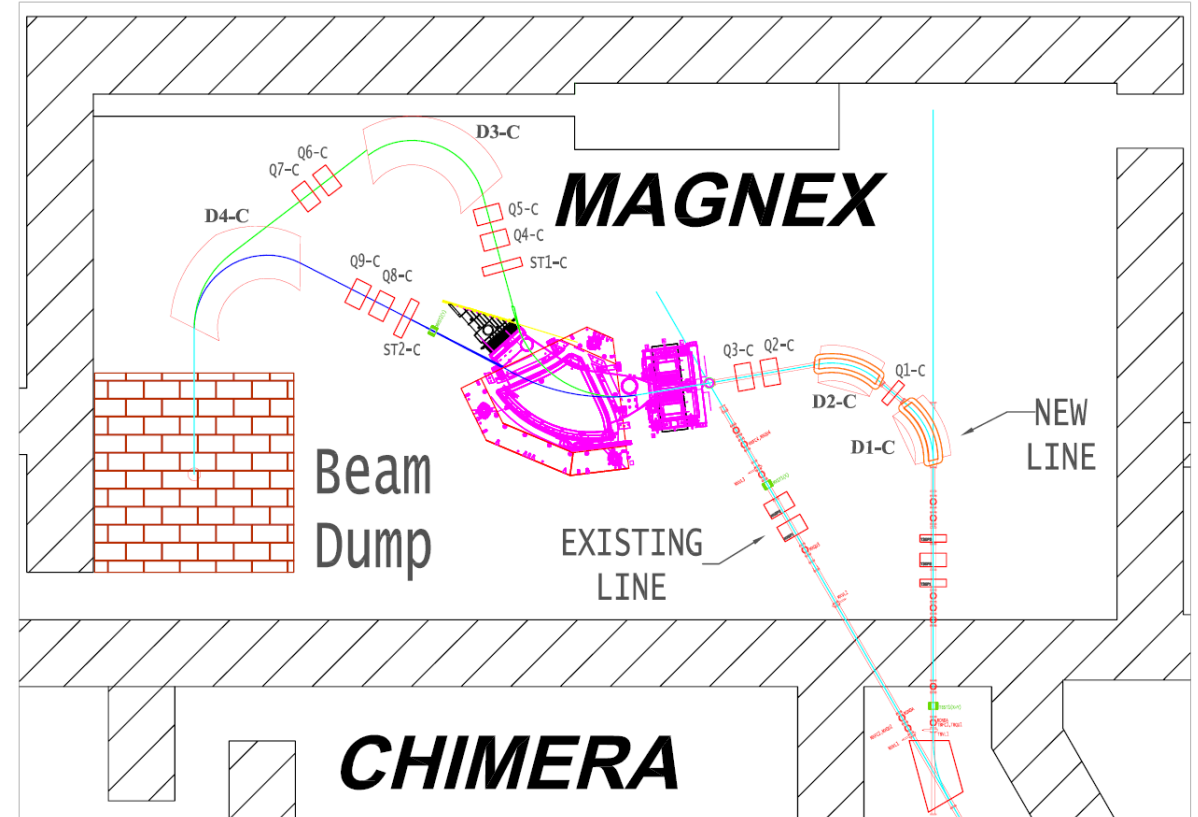 D3-C
Q6-C
Q7-C
MAGNEX
D4-C
Q5-C
Q4-C
ST1-C
Q9-C
Q8-C
ST2-C
Q3-C
Q2-C
Q1-C
D2-C
D1-C
NEW
LINE
Beam
Dump
EXISTING
LINE
CHIMERA